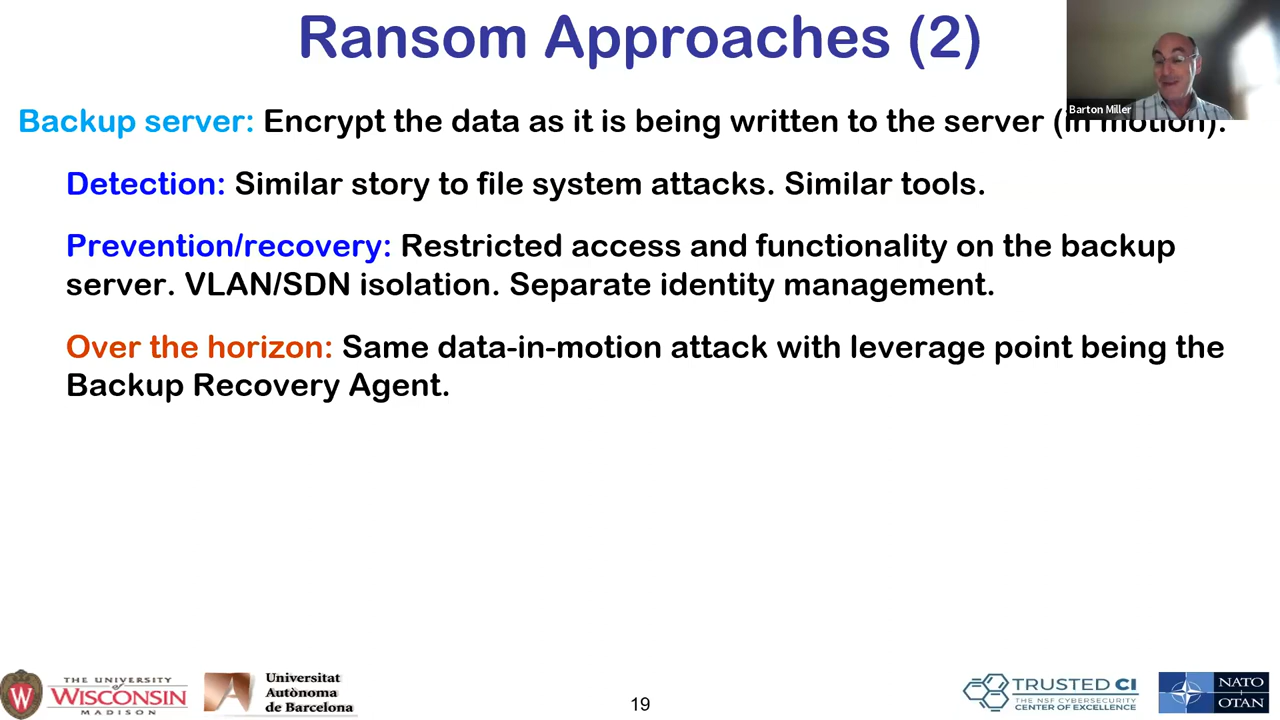 Ransom Approaches (2)
Barton Miller
Backup server: Encrypt the data as it is being written to the server (in motion).
Detection: Similar story to file system attacks. Similar tools.
Prevention/recovery: Restricted access and functionality on the backup
server. VLAN/SDN isolation. Separate identity management.
Over the horizon: Same data-in-motion attack with leverage point being the
Backup Recovery Agent.
THE UNIVERSITY
of
WISCONSIN
MADISON
Universitat
Autònoma
de Barcelona
19
TRUSTED CI
THE NSF CYBERSECURITY
CENTER OF EXCELLENCE
NATO
OTAN